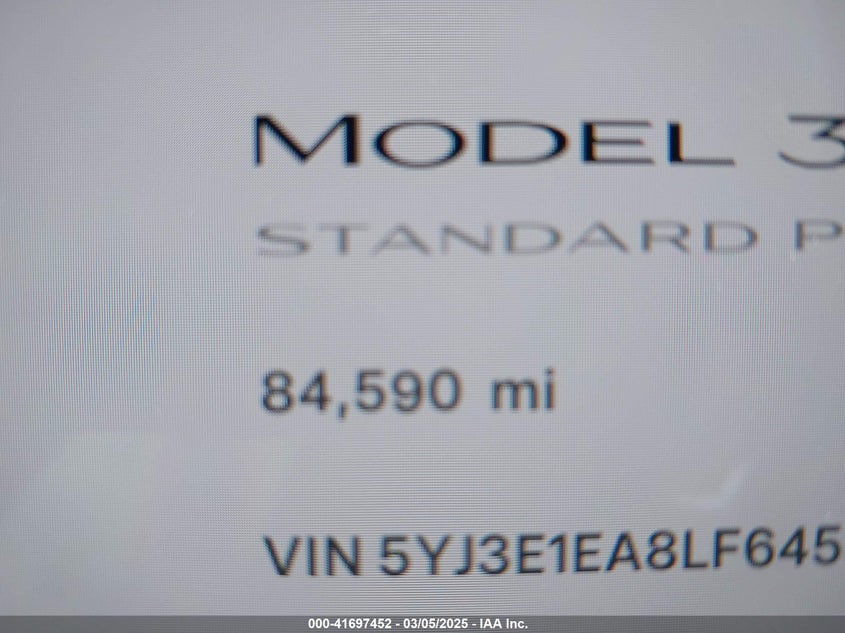 MODEL 3
STANDARD P
84,590 mi
VIN 5YJ3E1EA8LF645
000-41697452 - 03/05/2025 - IAA Inc.